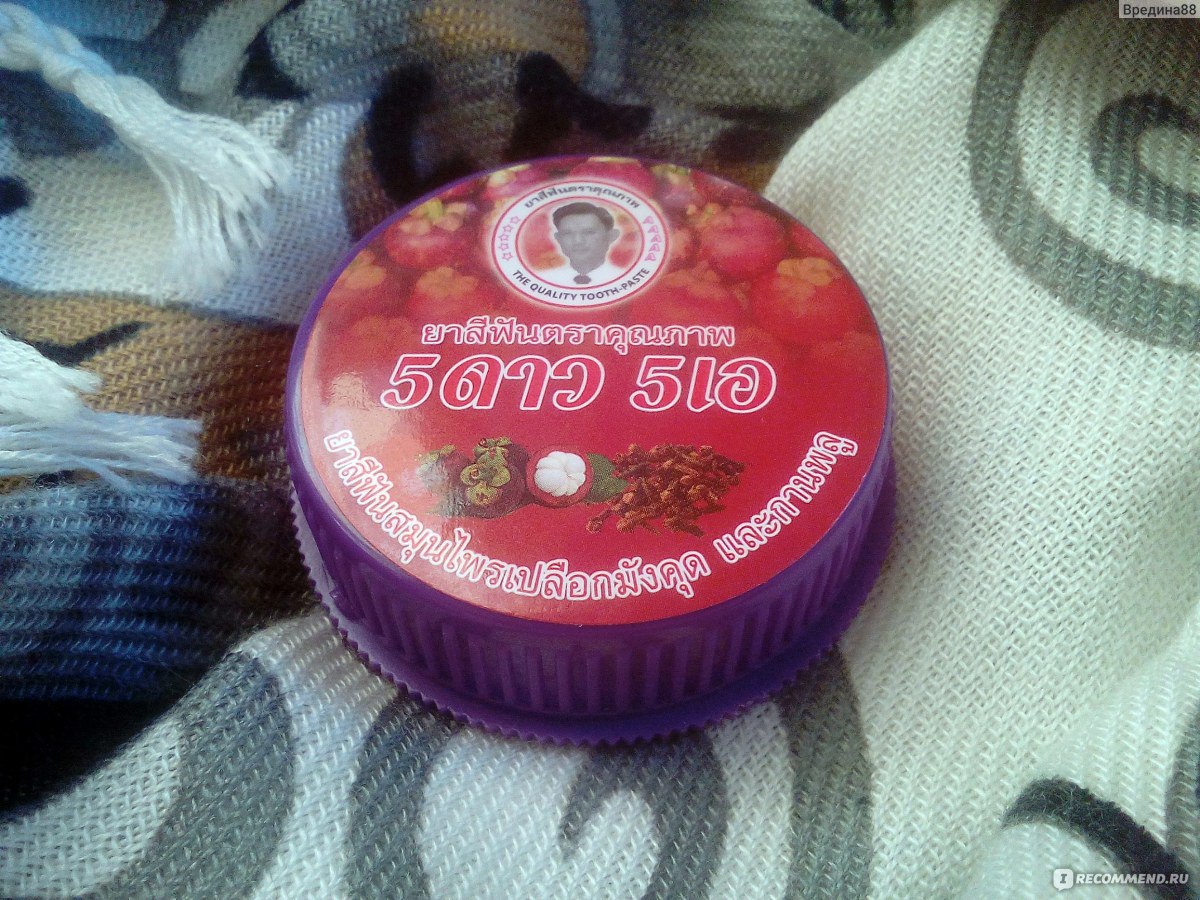 Вредина88
ยาสีฟันตราคุณภาพ
THE QUALITY TOOTH-PASTE
ยาสีฟันตราคุณภาพ
5ดาว 5เอ
ยาสีฟันสมุนไพรเปลือกมังคุด และกานพลู
IRECOMMEND.RU